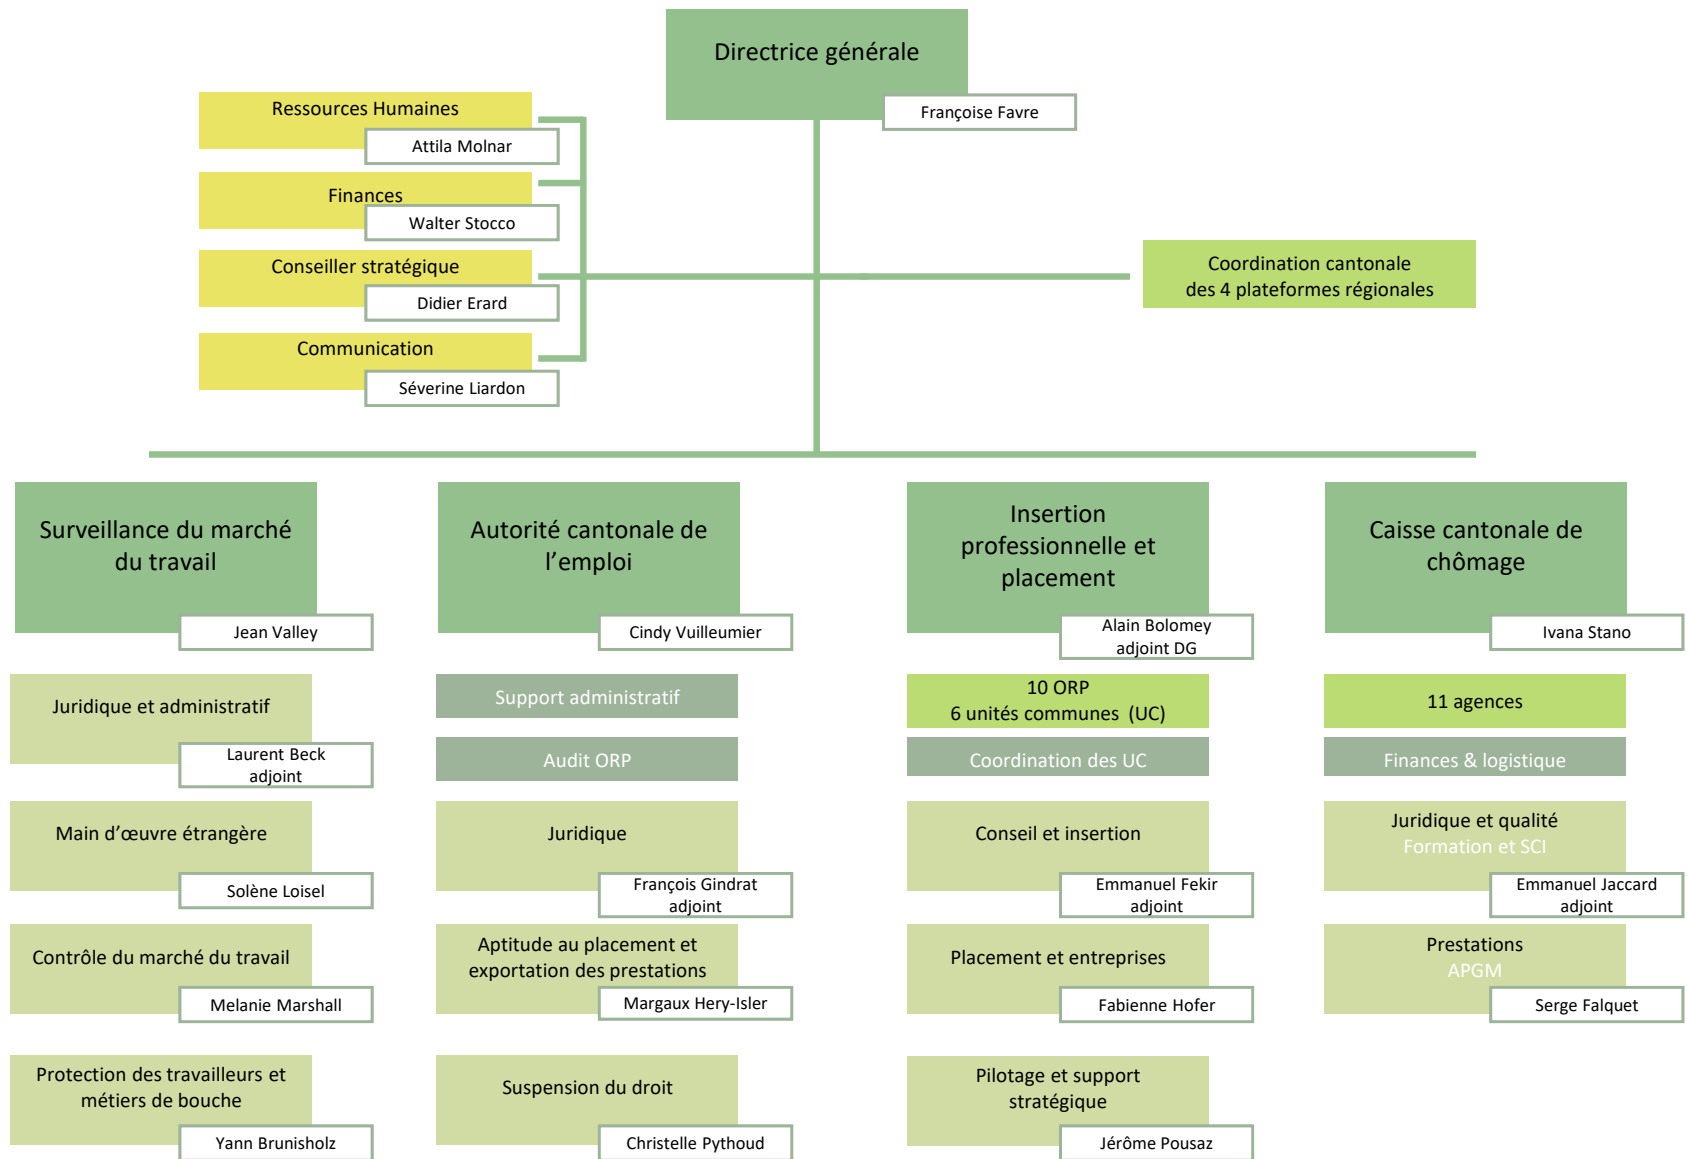 Directrice générale
Françoise Favre
Ressources Humaines
Attila Molnar
Finances
Walter Stocco
Conseiller stratégique
Didier Erard
Communication
Séverine Liardon
Coordination cantonale
des 4 plateformes régionales
Surveillance du marché
du travail
Jean Valley
Juridique et administratif
Laurent Beck
adjoint
Main d’œuvre étrangère
Solène Loisel
Contrôle du marché du travail
Melanie Marshall
Protection des travailleurs et
métiers de bouche
Yann Brunisholz
Autorité cantonale de
l’emploi
Cindy Vuilleumier
Support administratif
Audit ORP
Juridique
François Gindrat
adjoint
Aptitude au placement et
exportation des prestations
Margaux Hery-Isler
Suspension du droit
Christelle Pythoud
Insertion
professionnelle et
placement
Alain Bolomey
adjoint DG
10 ORP
6 unités communes (UC)
Coordination des UC
Conseil et insertion
Emmanuel Fekir
adjoint
Placement et entreprises
Fabienne Hofer
Pilotage et support
stratégique
Jérôme Pousaz
Caisse cantonale de
chômage
Ivana Stano
11 agences
Finances & logistique
Juridique et qualité
Formation et SCI
Emmanuel Jaccard
adjoint
Prestations
APGM
Serge Falquet